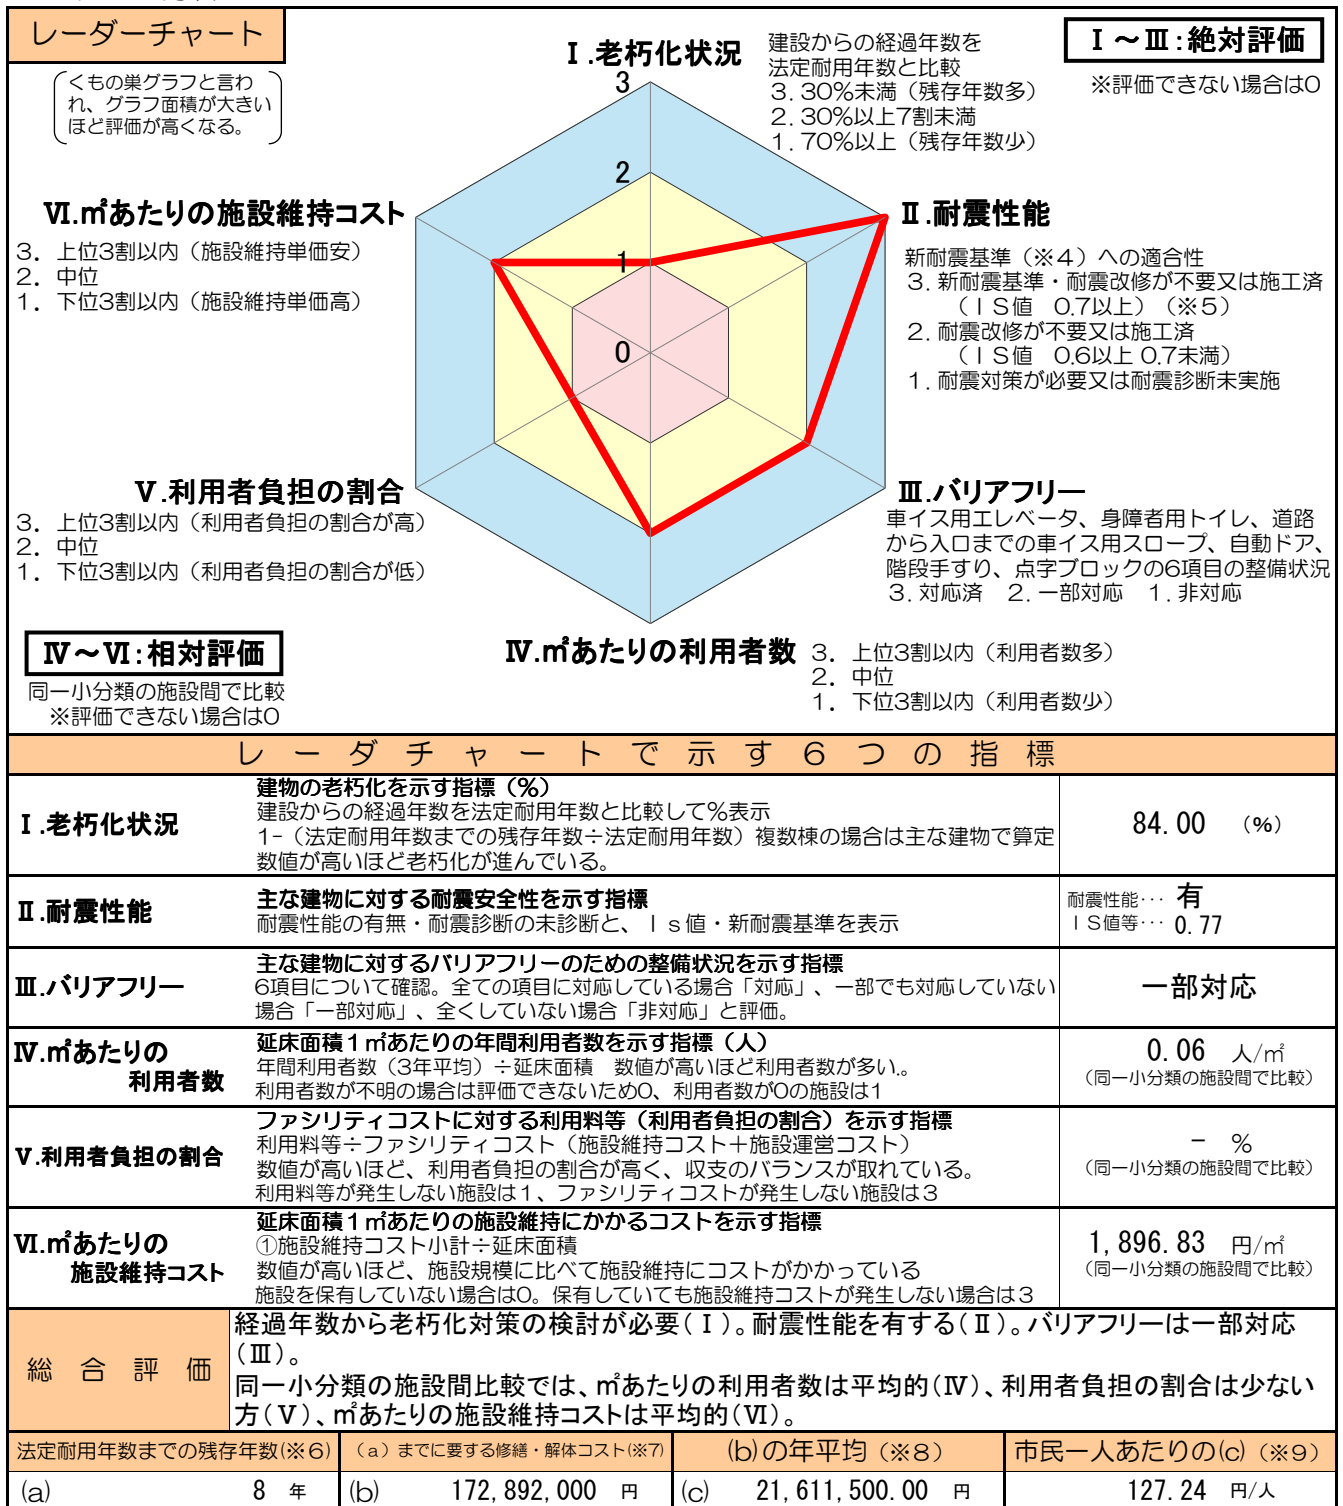 レーダーチャート
くもの巣グラフと言わ
れ、グラフ面積が大きい
ほど評価が高くなる。
Ⅰ～Ⅲ:絶対評価
※評価できない場合は0
Ⅰ.老朽化状況
建設からの経過年数を
法定耐用年数と比較
3. 30%未満（残存年数多）
2. 30%以上7割未満
1. 70%以上（残存年数少）
3
2
1
0
Ⅵ.㎡あたりの施設維持コスト
3. 上位3割以内（施設維持単価安）
2. 中位
1. 下位3割以内（施設維持単価高）
Ⅱ.耐震性能
新耐震基準（※4）への適合性
3. 新耐震基準・耐震改修が不要又は施工済
（ＩＳ値 0.7以上）（※5）
2. 耐震改修が不要又は施工済
（ＩＳ値 0.6以上 0.7未満）
1. 耐震対策が必要又は耐震診断未実施
Ⅴ.利用者負担の割合
3. 上位3割以内（利用者負担の割合が高）
2. 中位
1. 下位3割以内（利用者負担の割合が低）
Ⅲ.バリアフリー
車イス用エレベータ、身障者用トイレ、道路
から入口までの車イス用スロープ、自動ドア、
階段手すり、点字ブロックの6項目の整備状況
3. 対応済 2. 一部対応 1. 非対応
Ⅳ～Ⅵ:相対評価
同一小分類の施設間で比較
※評価できない場合は0
Ⅳ.㎡あたりの利用者数
3. 上位3割以内（利用者数多）
2. 中位
1. 下位3割以内（利用者数少）
レーダチャートで示す6つの指標
Ⅰ.老朽化状況
建物の老朽化を示す指標（%）
建設からの経過年数を法定耐用年数と比較して%表示
1-（法定耐用年数までの残存年数÷法定耐用年数）複数棟の場合は主な建物で算定
数値が高いほど老朽化が進んでいる。
84.00 （%）
Ⅱ.耐震性能
主な建物に対する耐震安全性を示す指標
耐震性能の有無・耐震診断の未診断と、Ｉｓ値・新耐震基準を表示
耐震性能… 有
ＩＳ値等… 0.77
Ⅲ.バリアフリー
主な建物に対するバリアフリーのための整備状況を示す指標
6項目について確認。全ての項目に対応している場合「対応」、一部でも対応していない
場合「一部対応」、全くしていない場合「非対応」と評価。
一部対応
Ⅳ.㎡あたりの
利用者数
延床面積1㎡あたりの年間利用者数を示す指標（人）
年間利用者数（3年平均）÷延床面積 数値が高いほど利用者数が多い。
利用者数が不明の場合は評価できないため0、利用者数が0の施設は1
0.06 人/㎡
（同一小分類の施設間で比較）
Ⅴ.利用者負担の割合
ファシリティコストに対する利用料等（利用者負担の割合）を示す指標
利用料等÷ファシリティコスト（施設維持コスト+施設運営コスト）
数値が高いほど、利用者負担の割合が高く、収支のバランスが取れている。
利用料等が発生しない施設は1、ファシリティコストが発生しない施設は3
- %
（同一小分類の施設間で比較）
Ⅵ.㎡あたりの
施設維持コスト
延床面積1㎡あたりの施設維持にかかるコストを示す指標
①施設維持コスト小計÷延床面積
数値が高いほど、施設規模に比べて施設維持にコストがかかっている
施設を保有していない場合は0。保有していても施設維持コストが発生しない場合は3
1,896.83 円/㎡
（同一小分類の施設間で比較）
総合評価
経過年数から老朽化対策の検討が必要(Ⅰ)。耐震性能を有する(Ⅱ)。バリアフリーは一部対応
(Ⅲ)。
同一小分類の施設間比較では、㎡あたりの利用者数は平均的(Ⅳ)、利用者負担の割合は少ない
方(Ⅴ)、㎡あたりの施設維持コストは平均的(Ⅵ)。
法定耐用年数までの残存年数(※6)
（a）までに要する修繕・解体コスト(※7)
(b)の年平均（※8）
市民一人あたりの(c)（※9）
(a) 8 年
(b) 172,892,000 円
(c) 21,611,500.00 円
127.24 円/人